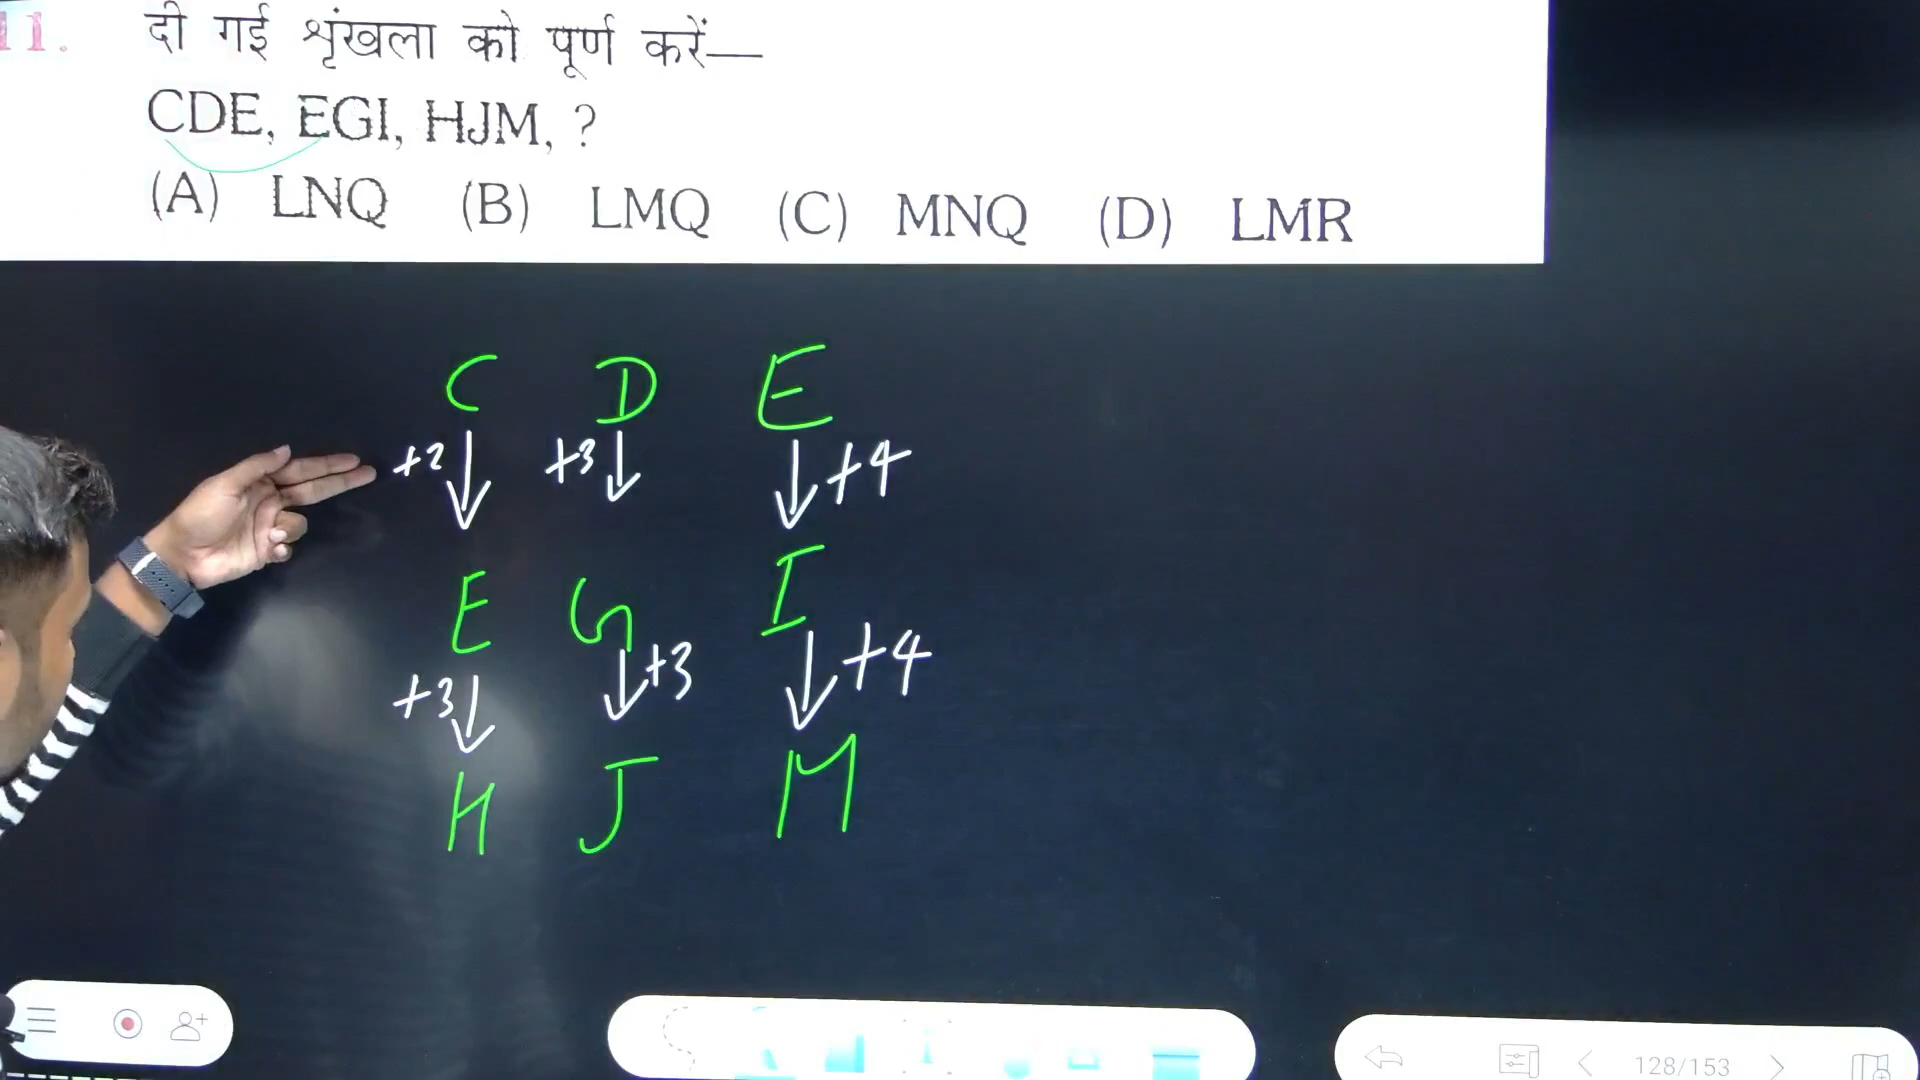 11. दी गई शृंखला को पूर्ण करें—
CDE, EGI, HJM, ?
(A) LNQ (B) LMQ (C) MNQ (D) LMR
C D E
+2 +3 +4
E G I
+3 +3 +4
H J M
128/153